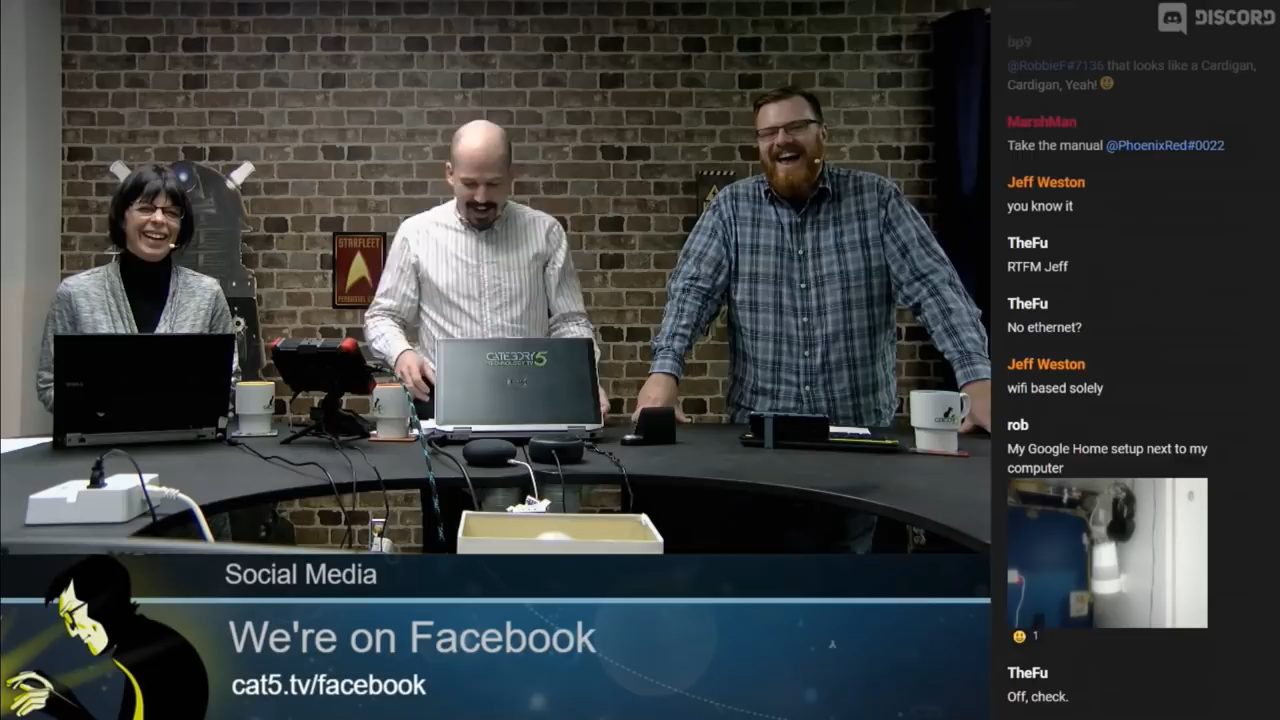 DISCORD
bp9
@RobbieF#7136 that looks like a Cardigan,
Cardigan, Yeah!
MarshMan
Take the manual @PhoenixRed#0022
Jeff Weston
you know it
TheFu
RTFM Jeff
TheFu
No ethernet?
Jeff Weston
wifi based solely
rob
My Google Home setup next to my
computer
1
TheFu
Off, check.
STARFLEET
CATEGORY5
TECHNOLOGY TV
Social Media
We're on Facebook
cat5.tv/facebook